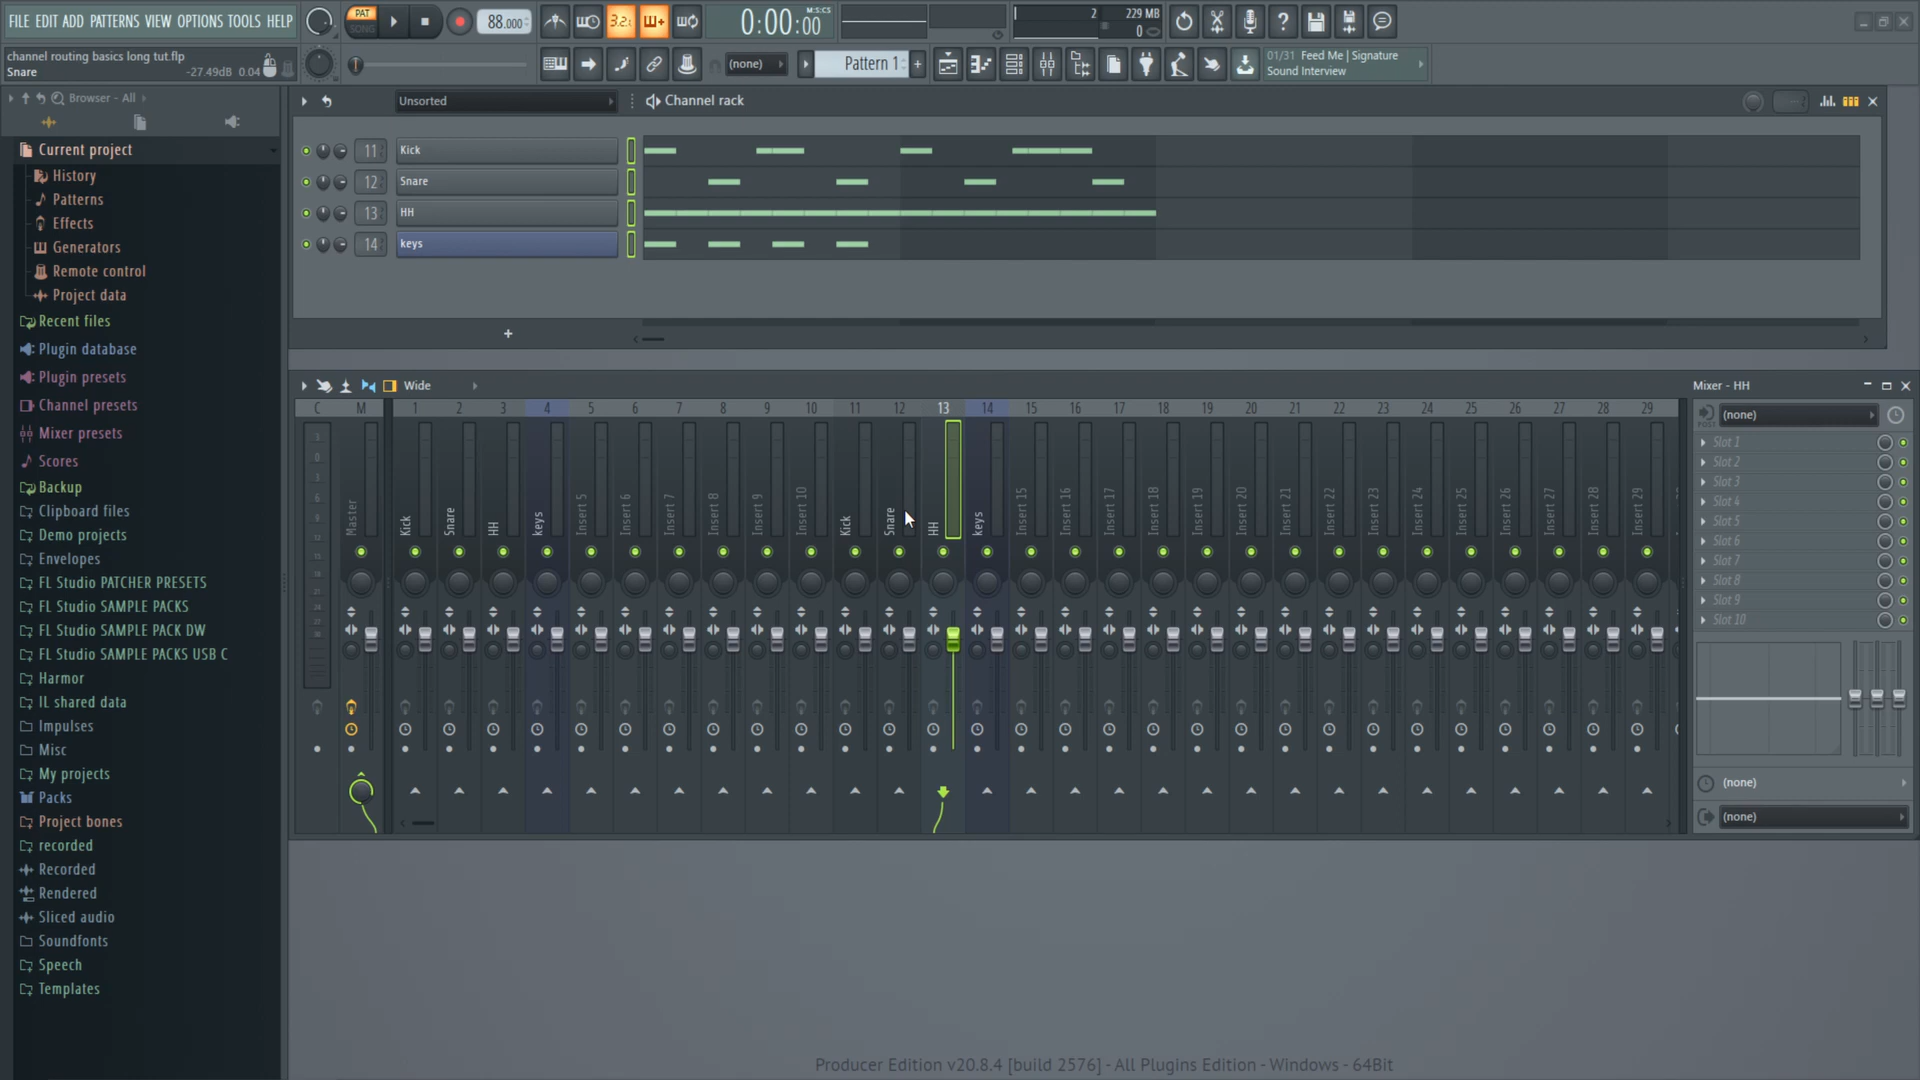 FILE EDIT ADD PATTERNS VIEW OPTIONS TOOLS HELP
PAT
SONG
88.000
3.2.
0:00:00
M:S:CS
2
229 MB
0
channel routing basics long tut.flp
Snare
-27.49dB 0.04
(none)
Pattern 1
+
01/31 Feed Me | Signature
Sound Interview
Browser - All
Unsorted
Channel rack
Current project
History
Patterns
Effects
Generators
Remote control
Project data
Recent files
Plugin database
Plugin presets
Channel presets
Mixer presets
Scores
Backup
Clipboard files
Demo projects
Envelopes
FL Studio PATCHER PRESETS
FL Studio SAMPLE PACKS
FL Studio SAMPLE PACK DW
FL Studio SAMPLE PACKS USB C
Harmor
IL shared data
Impulses
Misc
My projects
Packs
Project bones
recorded
Recorded
Rendered
Sliced audio
Soundfonts
Speech
Templates
11 Kick
12 Snare
13 HH
14 keys
+
Wide
C M 1 2 3 4 5 6 7 8 9 10 11 12 13 14 15 16 17 18 19 20 21 22 23 24 25 26 27 28 29
Master Kick Snare HH keys Insert 5 Insert 6 Insert 7 Insert 8 Insert 9 Insert 10 Kick Snare HH keys Insert 15 Insert 16 Insert 17 Insert 18 Insert 19 Insert 20 Insert 21 Insert 22 Insert 23 Insert 24 Insert 25 Insert 26 Insert 27 Insert 28 Insert 29
Mixer - HH
POST
(none)
Slot 1
Slot 2
Slot 3
Slot 4
Slot 5
Slot 6
Slot 7
Slot 8
Slot 9
Slot 10
(none)
(none)
Producer Edition v20.8.4 [build 2576] - All Plugins Edition - Windows - 64Bit